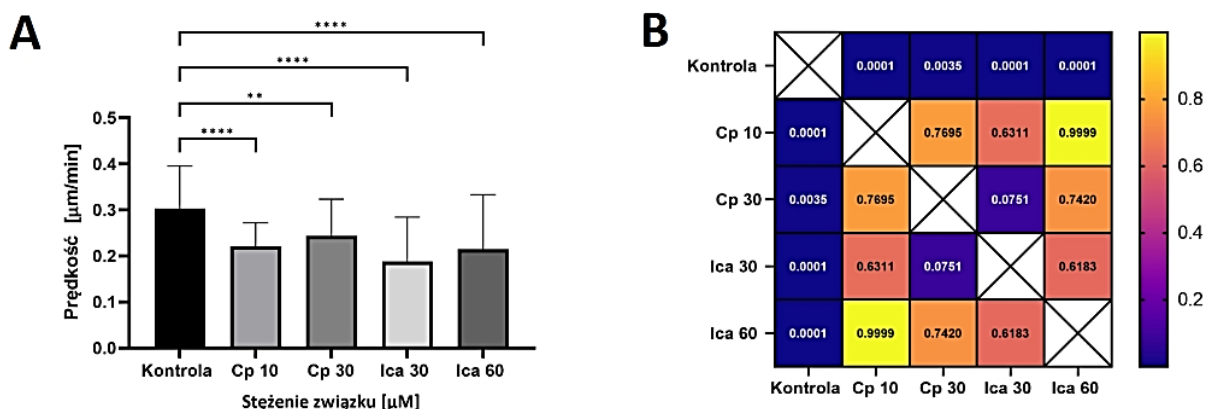 A
****
****
**
****
0.5
0.4
0.3
0.2
0.1
0.0
Prędkość [µm/min]
Kontrola Cp 10 Cp 30 Ica 30 Ica 60
Stężenie związku [µM]
B
Kontrola 0.0001 0.0035 0.0001 0.0001
Cp 10 0.0001 0.7695 0.6311 0.9999
Cp 30 0.0035 0.7695 0.0751 0.7420
Ica 30 0.0001 0.6311 0.0751 0.6183
Ica 60 0.0001 0.9999 0.7420 0.6183
Kontrola Cp 10 Cp 30 Ica 30 Ica 60
0.8
0.6
0.4
0.2